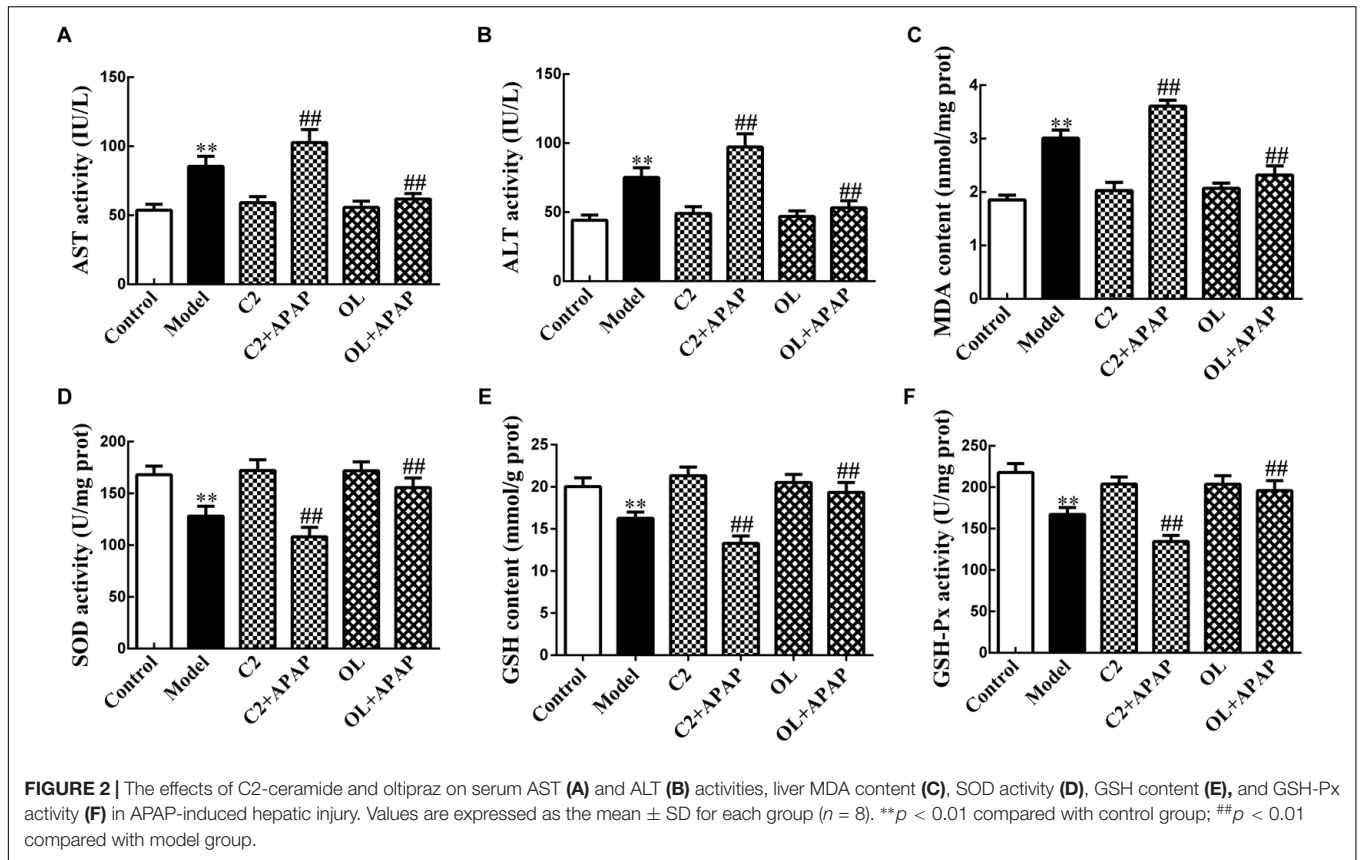 A
AST activity (IU/L)
150
100
50
0
**
##
##
Control
Model
C2
C2+APAP
OL
OL+APAP
B
ALT activity (IU/L)
150
100
50
0
**
##
##
Control
Model
C2
C2+APAP
OL
OL+APAP
C
MDA content (nmol/mg prot)
4
3
2
1
0
**
##
##
Control
Model
C2
C2+APAP
OL
OL+APAP
D
SOD activity (U/mg prot)
200
150
100
50
0
**
##
##
Control
Model
C2
C2+APAP
OL
OL+APAP
E
GSH content (mmol/g prot)
25
20
15
10
5
0
**
##
##
Control
Model
C2
C2+APAP
OL
OL+APAP
F
GSH-Px activity (U/mg prot)
250
200
150
100
50
0
**
##
##
Control
Model
C2
C2+APAP
OL
OL+APAP
FIGURE 2 | The effects of C2-ceramide and oltipraz on serum AST (A) and ALT (B) activities, liver MDA content (C), SOD activity (D), GSH content (E), and GSH-Px
activity (F) in APAP-induced hepatic injury. Values are expressed as the mean ± SD for each group (n = 8). **p < 0.01 compared with control group; ##p < 0.01
compared with model group.